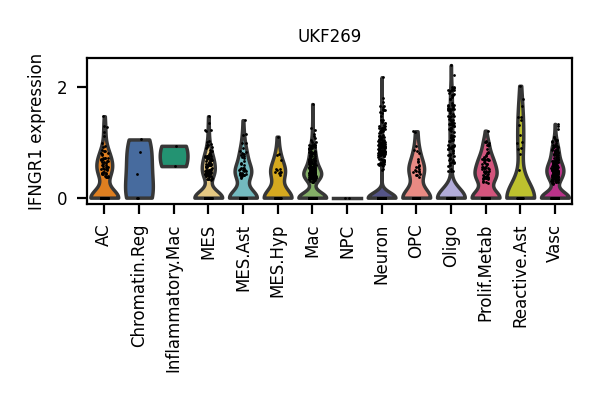 UKF269
IFNGR1 expression
2
0
AC
Chromatin.Reg
Inflammatory.Mac
MES
MES.Ast
MES.Hyp
Mac
NPC
Neuron
OPC
Oligo
Prolif.Metab
Reactive.Ast
Vasc